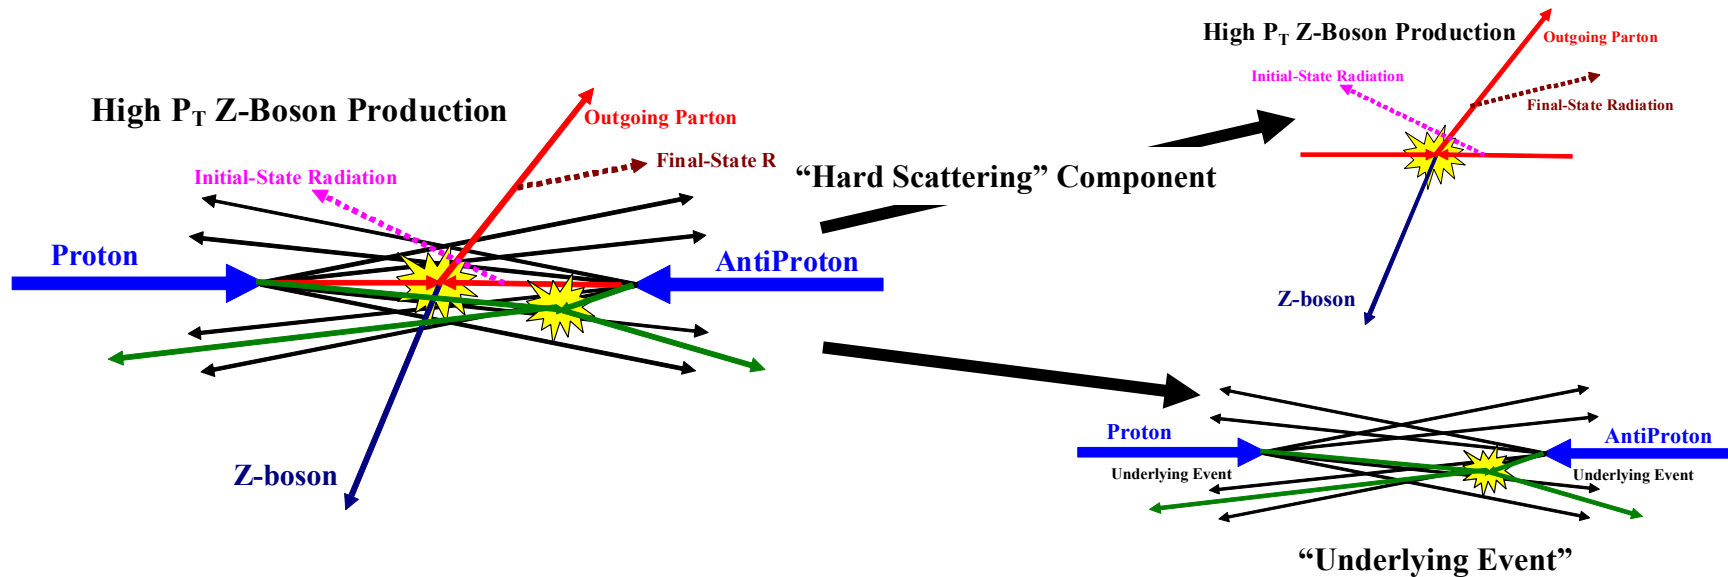 High PT Z-Boson Production
Outgoing Parton
Final-State R
Initial-State Radiation
Proton
AntiProton
Z-boson
“Hard Scattering” Component
High PT Z-Boson Production
Outgoing Parton
Initial-State Radiation
Final-State Radiation
Z-boson
Proton
AntiProton
Underlying Event
Underlying Event
“Underlying Event”